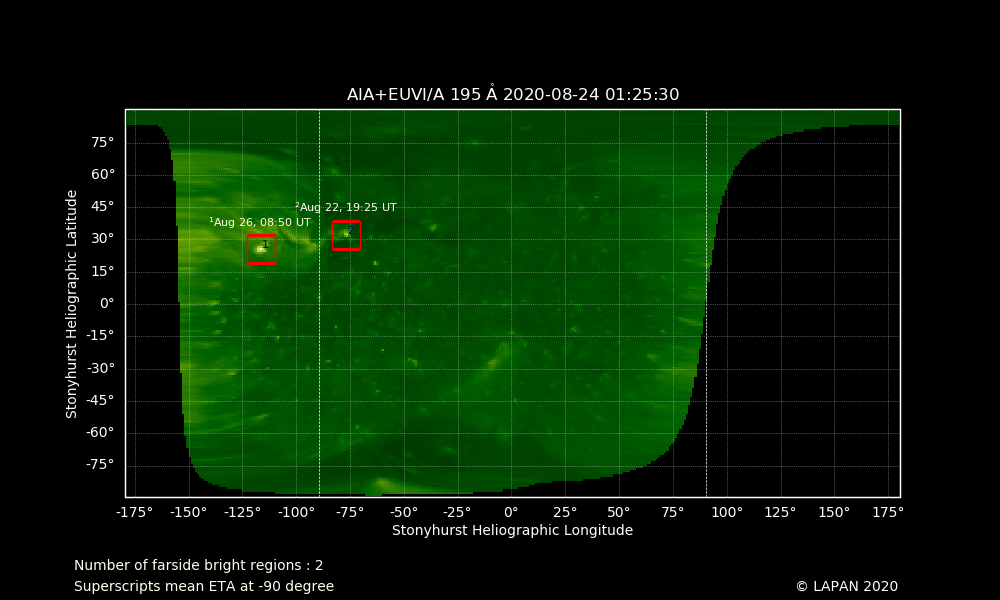 AIA+EUVI/A 195 Å 2020-08-24 01:25:30
Stonyhurst Heliographic Latitude
75°
60°
45°
30°
15°
0°
-15°
-30°
-45°
-60°
-75°
²Aug 22, 19:25 UT
¹Aug 26, 08:50 UT
1
-175° -150° -125° -100° -75° -50° -25° 0° 25° 50° 75° 100° 125° 150° 175°
Stonyhurst Heliographic Longitude
Number of farside bright regions : 2
Superscripts mean ETA at -90 degree
© LAPAN 2020